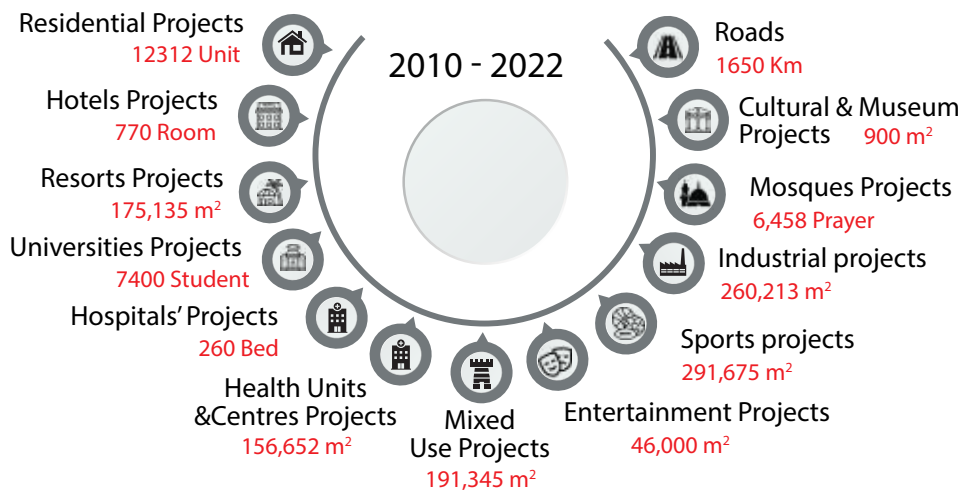 2010 - 2022
Residential Projects
12312 Unit
Hotels Projects
770 Room
Resorts Projects
175,135 m²
Universities Projects
7400 Student
Hospitals' Projects
260 Bed
Health Units
&Centres Projects
156,652 m²
Mixed
Use Projects
191,345 m²
Entertainment Projects
46,000 m²
Sports projects
291,675 m²
Industrial projects
260,213 m²
Mosques Projects
6,458 Prayer
Cultural & Museum
Projects 900 m²
Roads
1650 Km